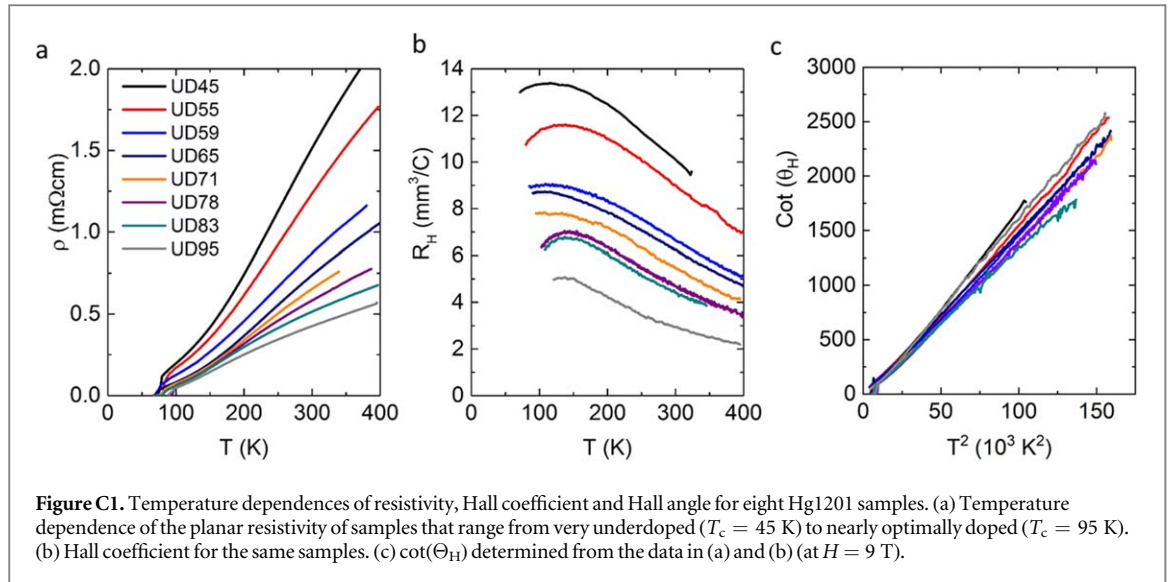 a
ρ (mΩcm)
2.0
1.5
1.0
0.5
0.0
UD45
UD55
UD59
UD65
UD71
UD78
UD83
UD95
0 100 200 300 400
T (K)
b
R_H (mm³/C)
14
12
10
8
6
4
2
0
0 100 200 300 400
T (K)
c
Cot (θ_H)
3000
2500
2000
1500
1000
500
0
0 50 100 150
T² (10³ K²)
Figure C1. Temperature dependences of resistivity, Hall coefficient and Hall angle for eight Hg1201 samples. (a) Temperature
dependence of the planar resistivity of samples that range from very underdoped (T_c = 45 K) to nearly optimally doped (T_c = 95 K).
(b) Hall coefficient for the same samples. (c) cot(Θ_H) determined from the data in (a) and (b) (at H = 9 T).